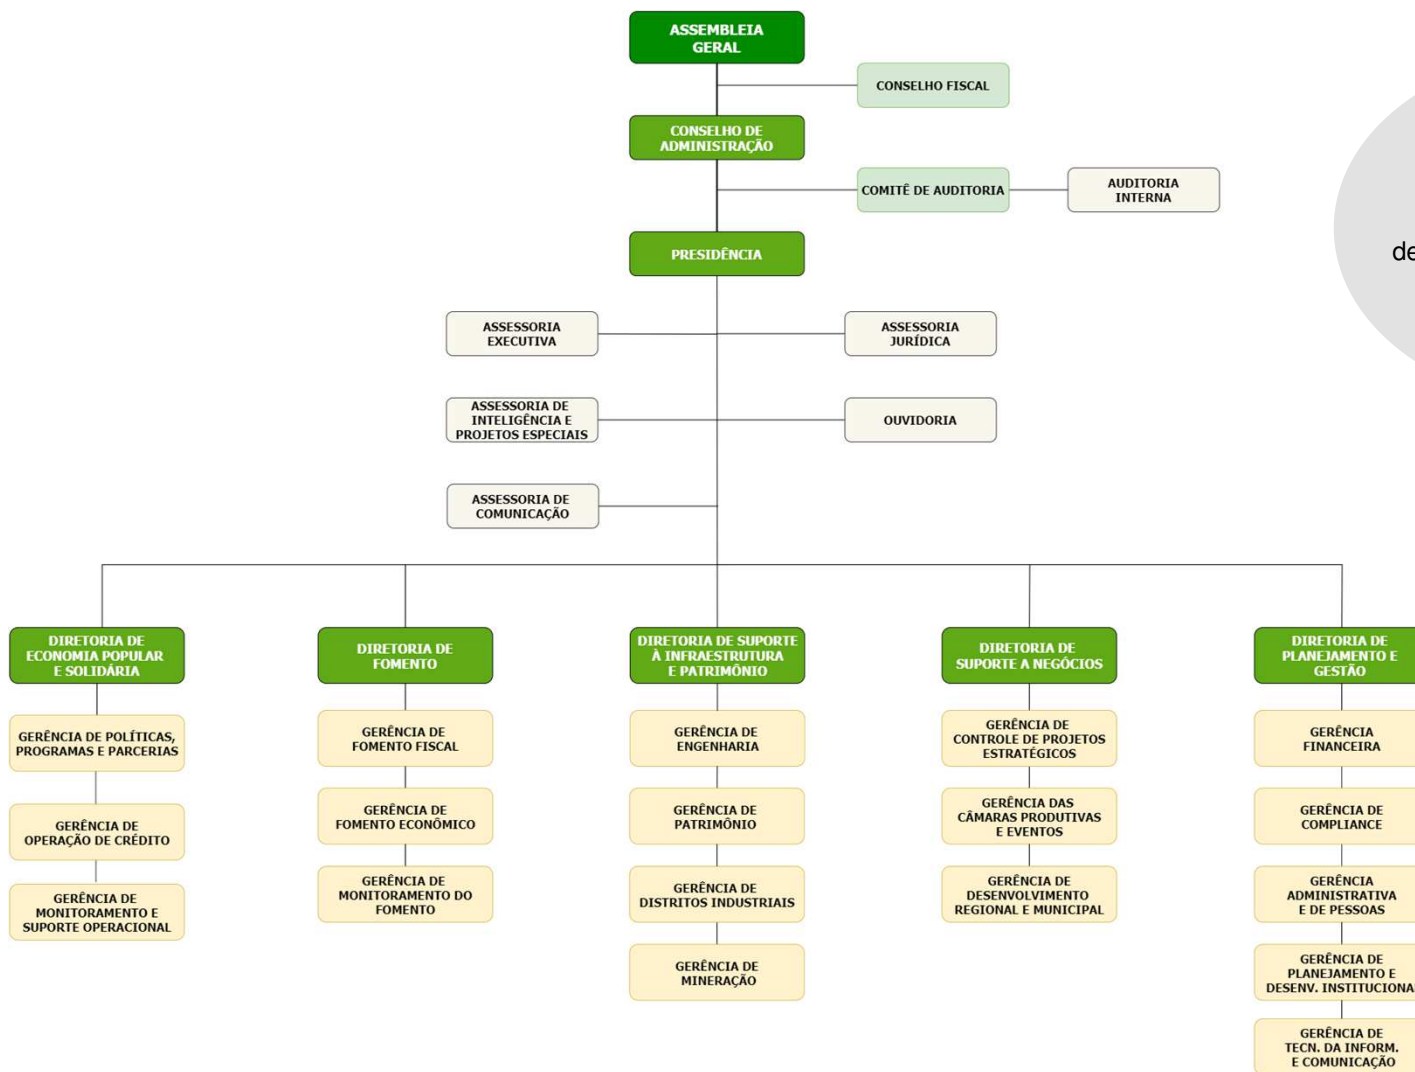 ASSEMBLEIA
GERAL
CONSELHO FISCAL
CONSELHO DE
ADMINISTRAÇÃO
COMITÊ DE AUDITORIA
AUDITORIA
INTERNA
PRESIDÊNCIA
de
ASSESSORIA
EXECUTIVA
ASSESSORIA
JURÍDICA
ASSESSORIA DE
INTELIGÊNCIA E
PROJETOS ESPECIAIS
OUVIDORIA
ASSESSORIA DE
COMUNICAÇÃO
DIRETORIA DE
ECONOMIA POPULAR
E SOLIDÁRIA
DIRETORIA DE
FOMENTO
DIRETORIA DE SUPORTE
À INFRAESTRUTURA
E PATRIMÔNIO
DIRETORIA DE
SUPORTE A NEGÓCIOS
DIRETORIA DE
PLANEJAMENTO E
GESTÃO
GERÊNCIA DE POLÍTICAS,
PROGRAMAS E PARCERIAS
GERÊNCIA DE
FOMENTO FISCAL
GERÊNCIA DE
ENGENHARIA
GERÊNCIA DE
CONTROLE DE PROJETOS
ESTRATÉGICOS
GERÊNCIA
FINANCEIRA
GERÊNCIA DE
OPERAÇÃO DE CRÉDITO
GERÊNCIA DE
FOMENTO ECONÔMICO
GERÊNCIA DE
PATRIMÔNIO
GERÊNCIA DAS
CÂMARAS PRODUTIVAS
E EVENTOS
GERÊNCIA DE
COMPLIANCE
GERÊNCIA DE
MONITORAMENTO E
SUPORTE OPERACIONAL
GERÊNCIA DE
MONITORAMENTO DO
FOMENTO
GERÊNCIA DE
DISTRITOS INDUSTRIAIS
GERÊNCIA DE
DESENVOLVIMENTO
REGIONAL E MUNICIPAL
GERÊNCIA
ADMINISTRATIVA
E DE PESSOAS
GERÊNCIA DE
MINERAÇÃO
GERÊNCIA DE
PLANEJAMENTO E
DESENV. INSTITUCIONA
GERÊNCIA DE
TECN. DA INFORM.
E COMUNICAÇÃO